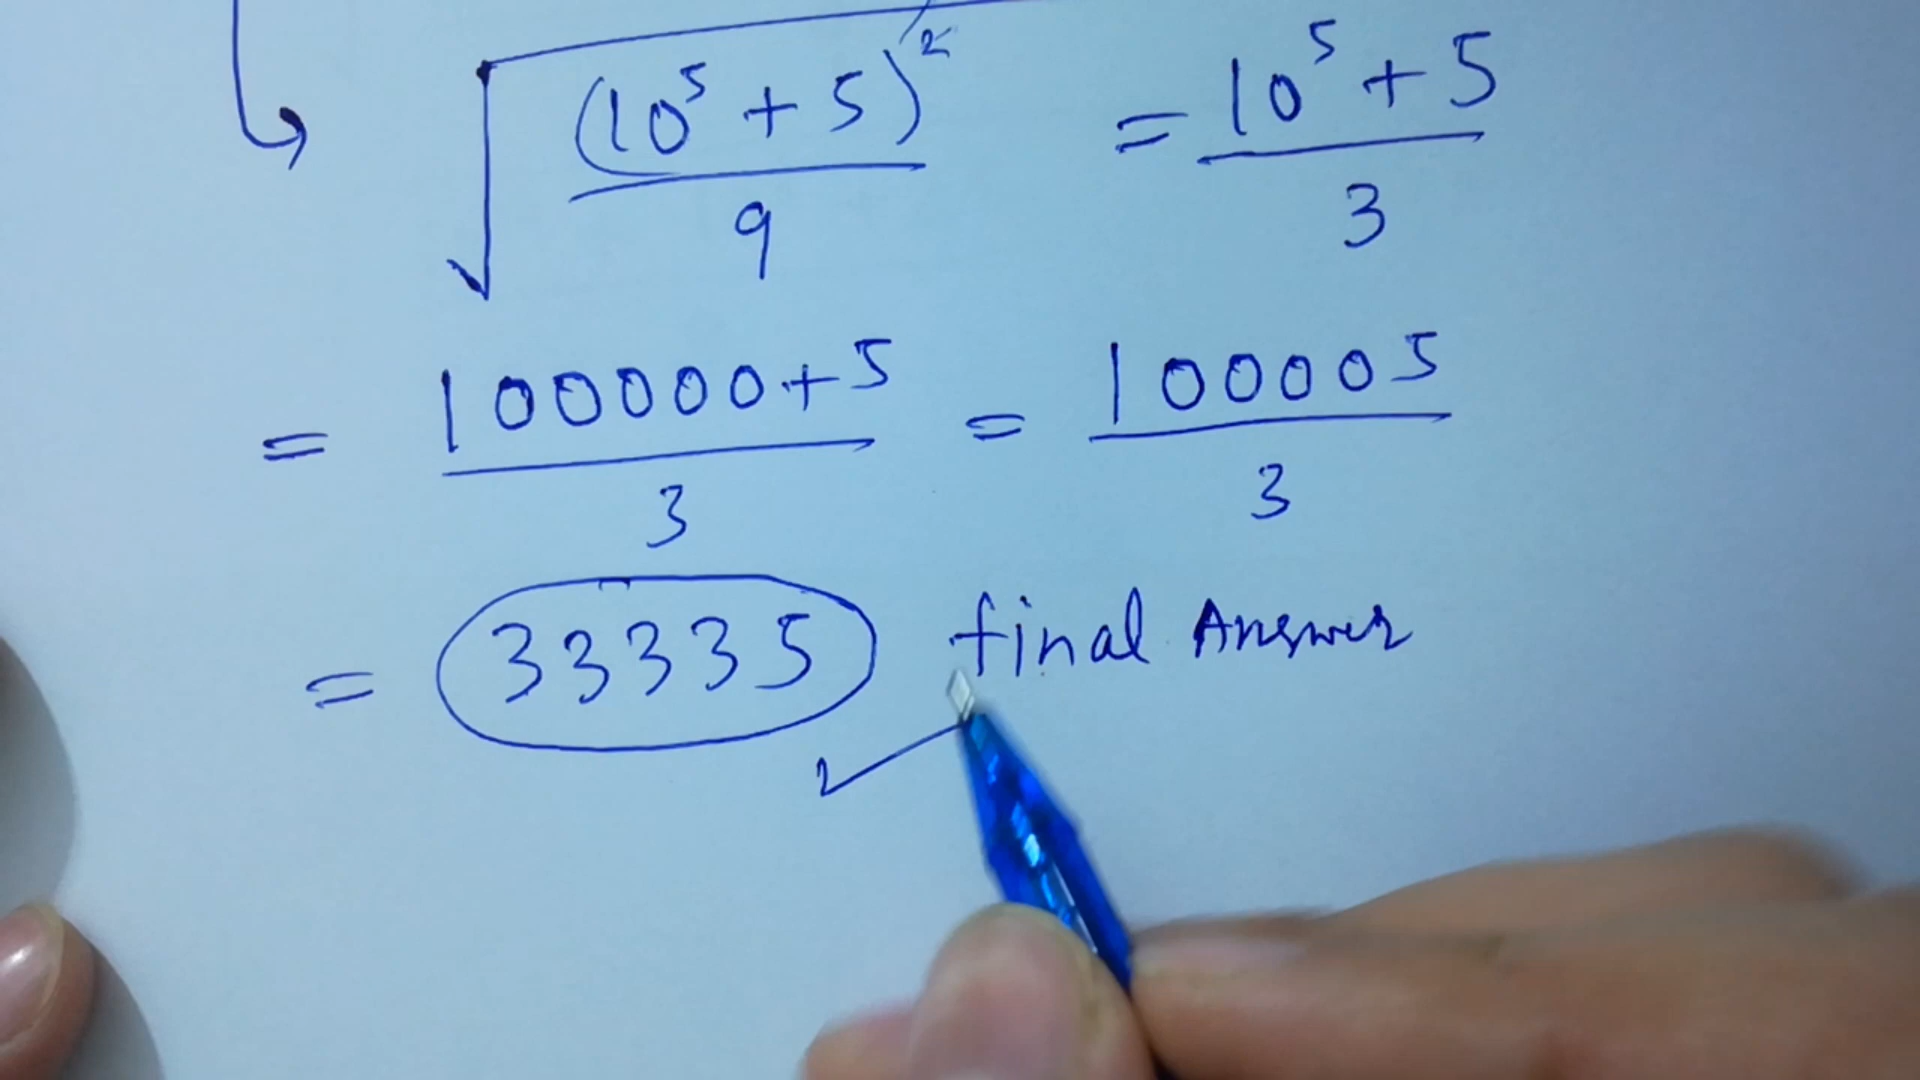 √((10⁵ + 5)² / 9) = (10⁵ + 5) / 3
= (100000 + 5) / 3 = 100005 / 3
= 33335 final Answer